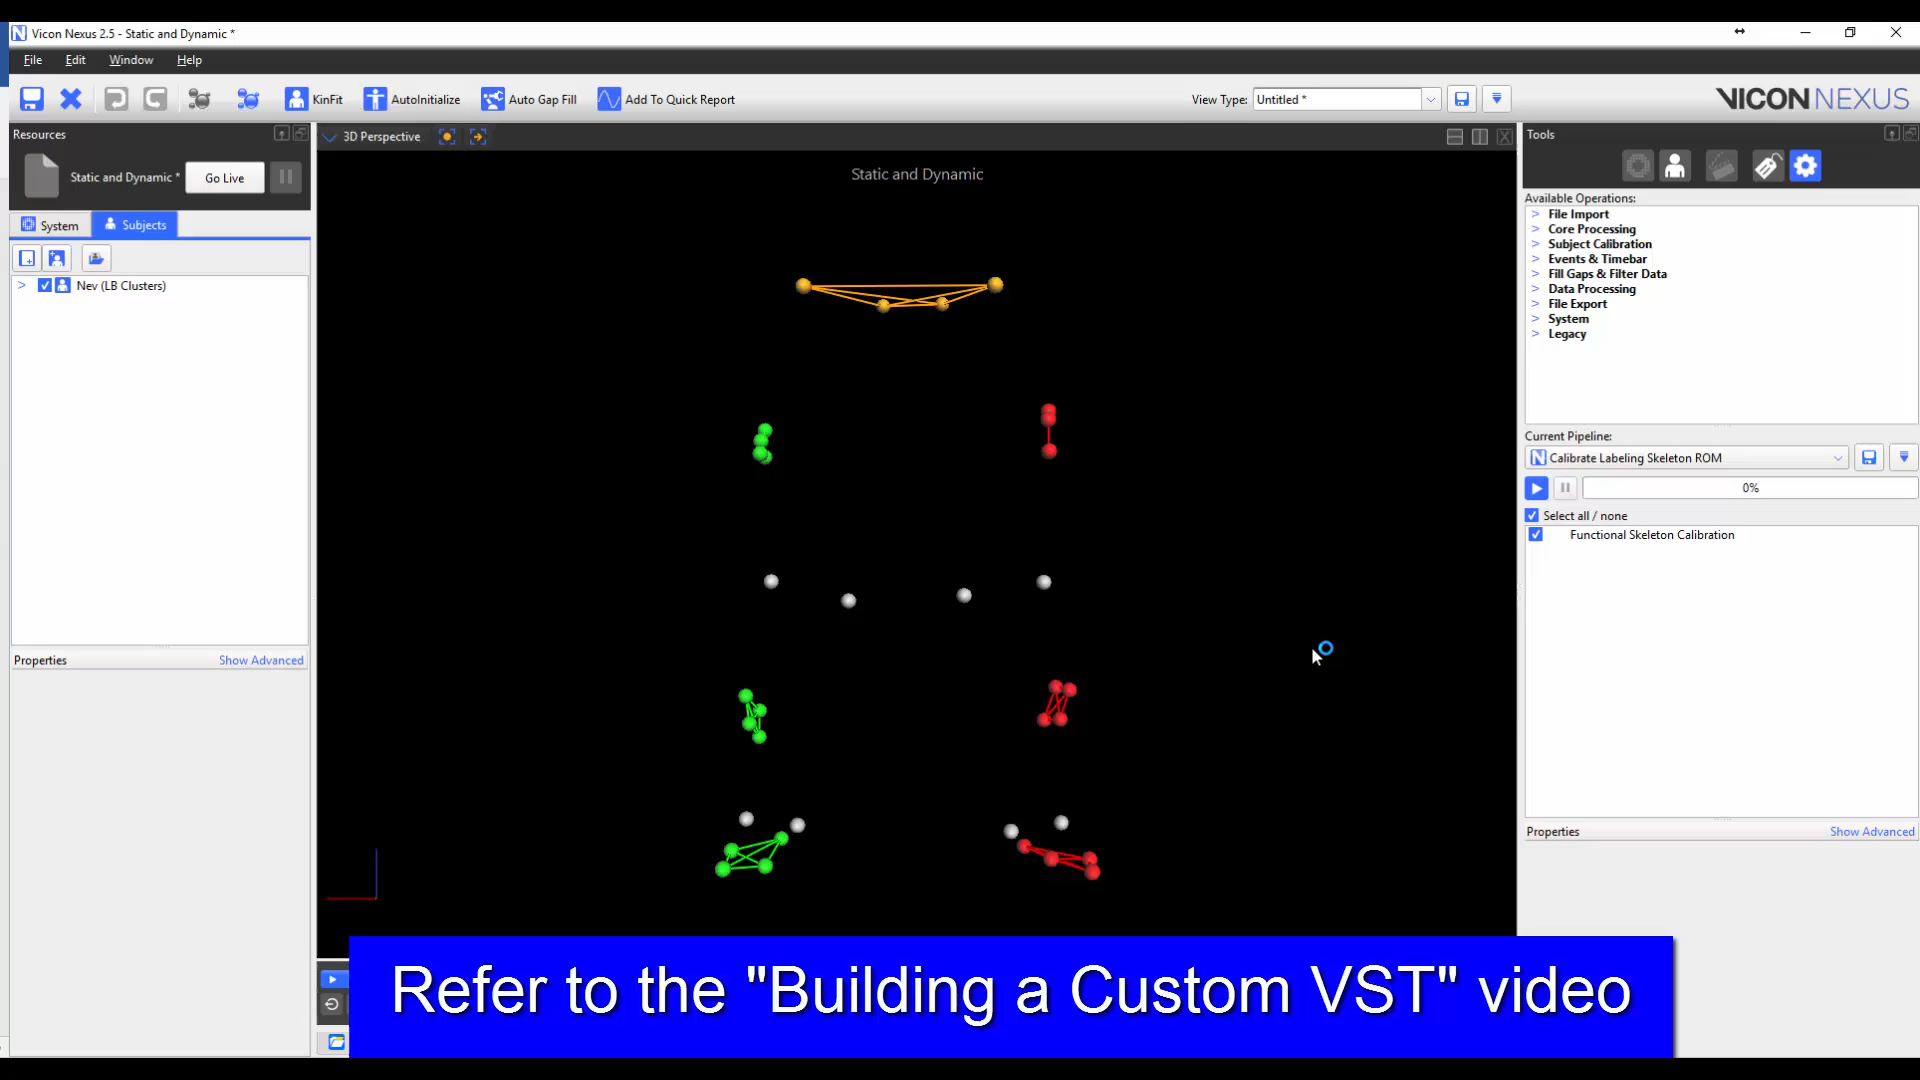 Vicon Nexus 2.5 - Static and Dynamic *
File Edit Window Help
KinFit AutoInitialize Auto Gap Fill Add To Quick Report View Type: Untitled * VICON NEXUS
Resources
Static and Dynamic * Go Live
System Subjects
Nev (LB Clusters)
Properties Show Advanced
3D Perspective
Static and Dynamic
Tools
Available Operations:
File Import
Core Processing
Subject Calibration
Events & Timebar
Fill Gaps & Filter Data
Data Processing
File Export
System
Legacy
Current Pipeline:
Calibrate Labeling Skeleton ROM
0%
Select all / none
Functional Skeleton Calibration
Properties Show Advanced
Refer to the "Building a Custom VST" video